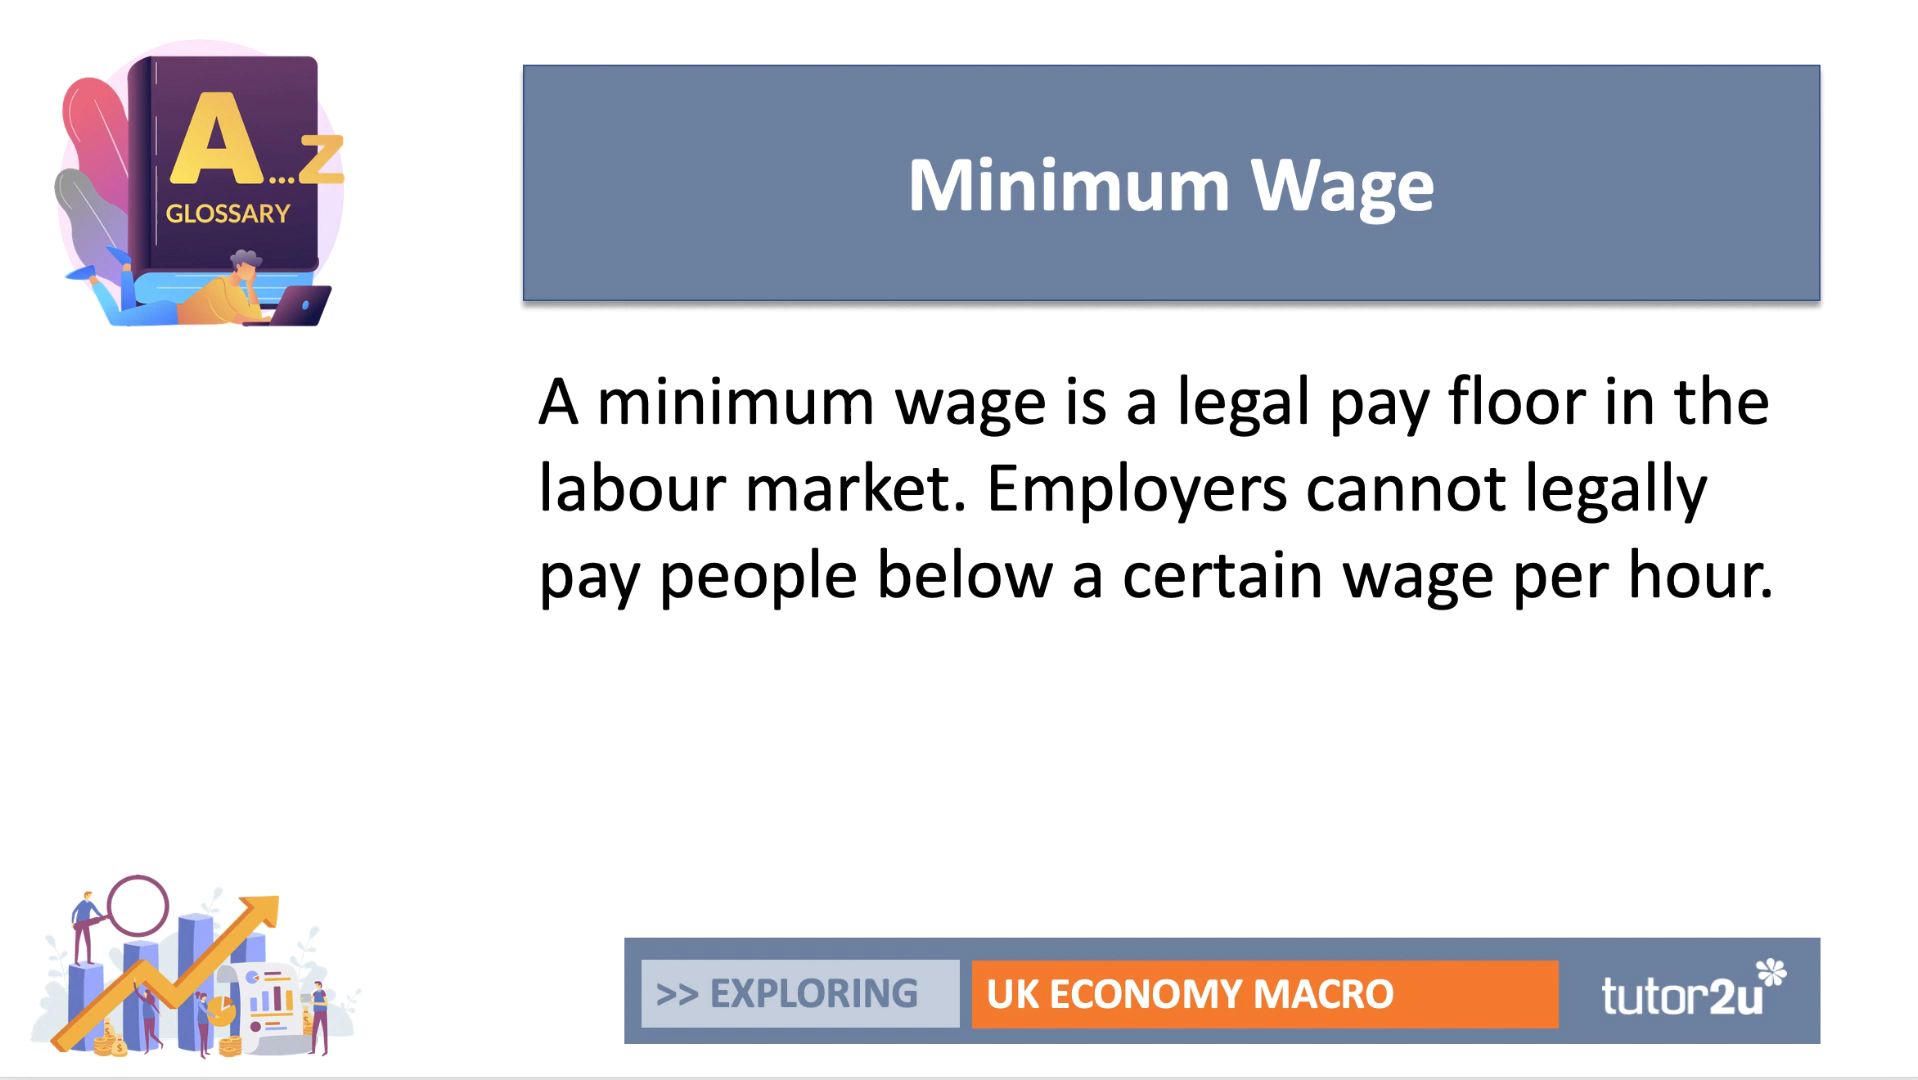 A...Z
GLOSSARY
Minimum Wage
A minimum wage is a legal pay floor in the
labour market. Employers cannot legally
pay people below a certain wage per hour.
>> EXPLORING
UK ECONOMY MACRO
tutor2u